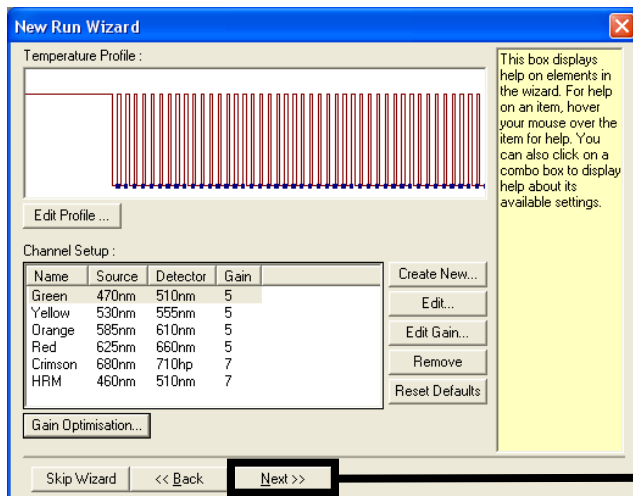 New Run Wizard
Temperature Profile :
This box displays
help on elements in
the wizard. For help
on an item, hover
your mouse over the
item for help. You
can also click on a
combo box to display
help about its
available settings.
Edit Profile ...
Channel Setup :
Name Source Detector Gain
Green 470nm 510nm 5
Yellow 530nm 555nm 5
Orange 585nm 610nm 5
Red 625nm 660nm 5
Crimson 680nm 710hp 7
HRM 460nm 510nm 7
Create New...
Edit...
Edit Gain...
Remove
Reset Defaults
Gain Optimisation...
Skip Wizard << Back Next >>